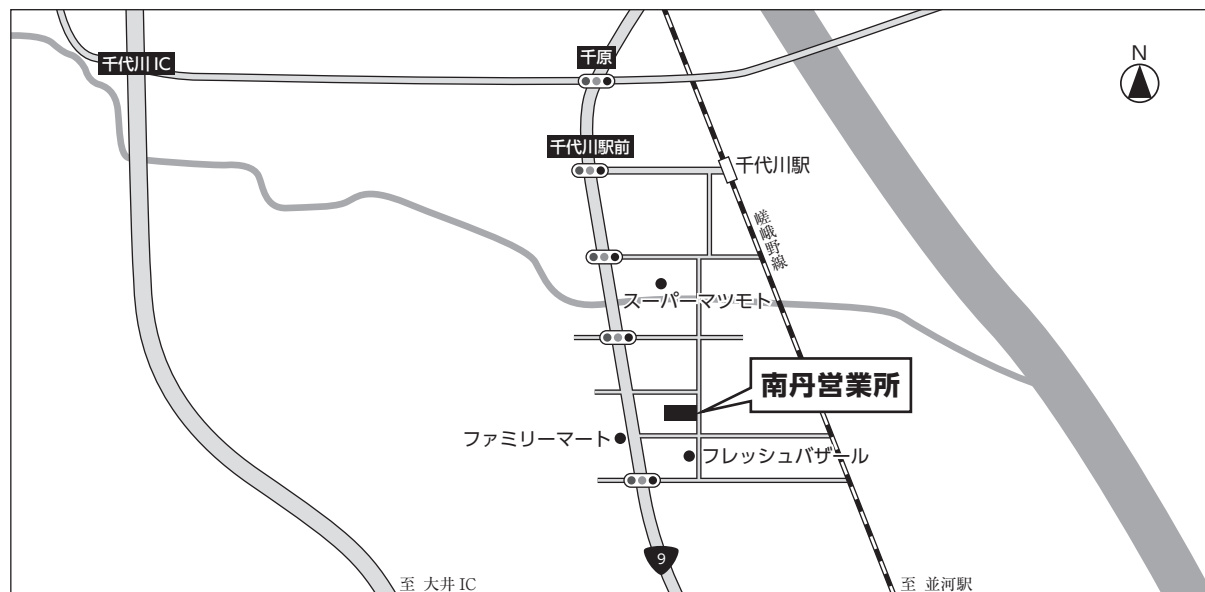 千原
N
千代川 IC
千代川駅前
千代川駅
嵯峨野線
スーパーマツモト
南丹営業所
ファミリーマート
フレッシュバザール
9
至 大井 IC
至 並河駅